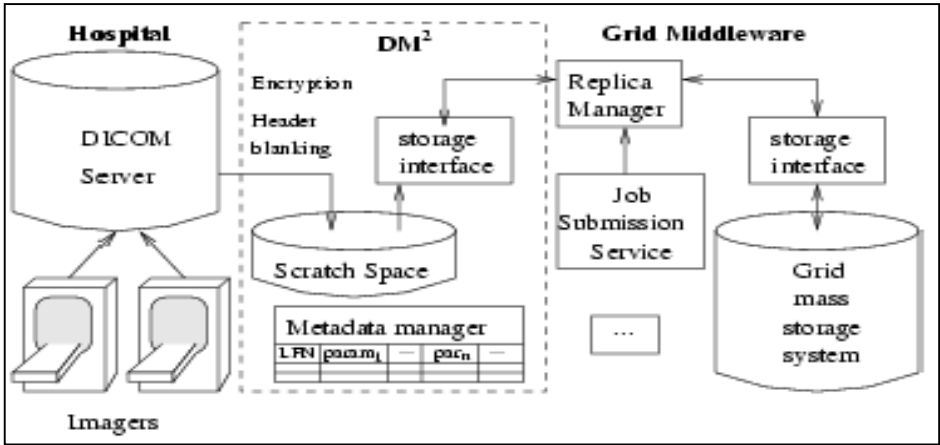 Hospital
DM²
Grid Middleware
DICOM
Server
Encryption
Header
blanking
storage
interface
Replica
Manager
storage
interface
Job
Submission
Service
Scratch Space
Grid
mass
storage
system
Metadata manager
LFN param₁ ... parₙ ...
...
Imagers